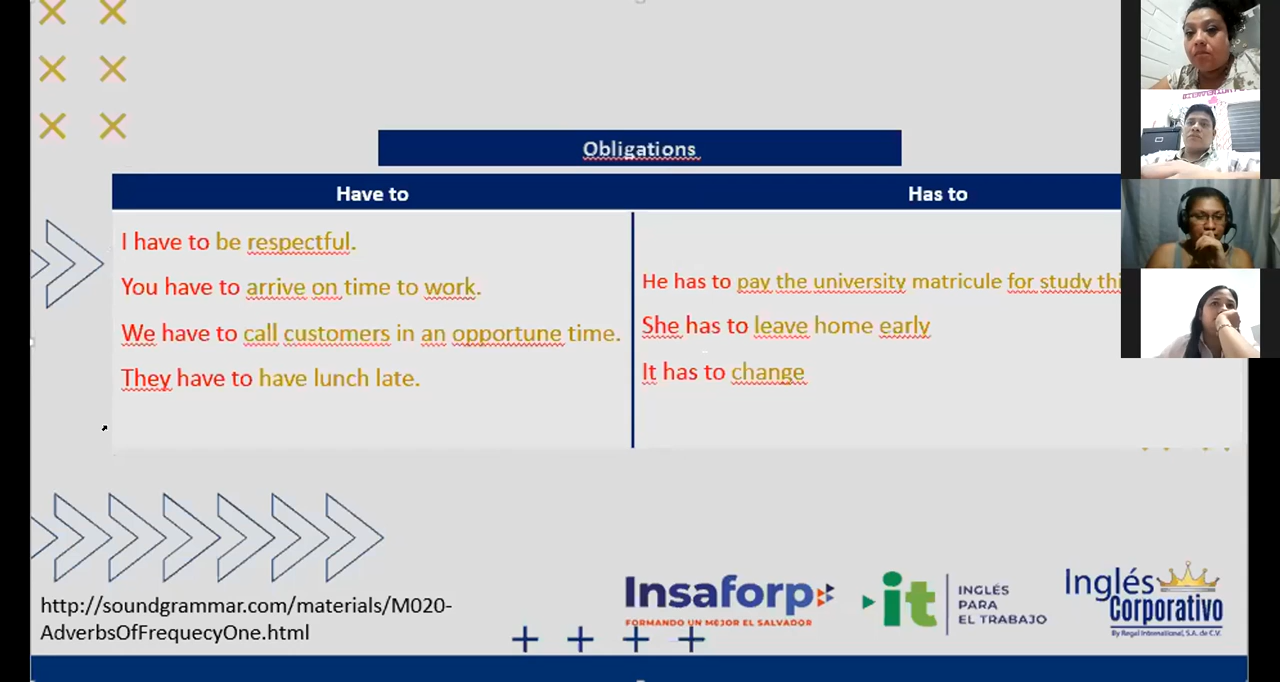 Obligations
Have to
Has to
I have to be respectful.
You have to arrive on time to work.
We have to call customers in an opportune time.
They have to have lunch late.
He has to pay the university matricule for study
She has to leave home early
It has to change
http://soundgrammar.com/materials/M020-
AdverbsOfFrequecyOne.html
Insaforp
FORMANDO UN MEJOR EL SALVADOR
it
INGLÉS
PARA
EL TRABAJO
Inglés
Corporativo
By Regal International, S.A. de C.V.